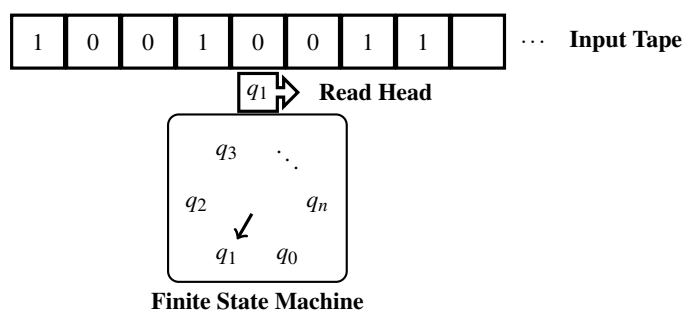 1 0 0 1 0 0 1 1 ... Input Tape
q₁ Read Head
q₃ ⋱
q₂ qₙ
q₁ q₀
Finite State Machine